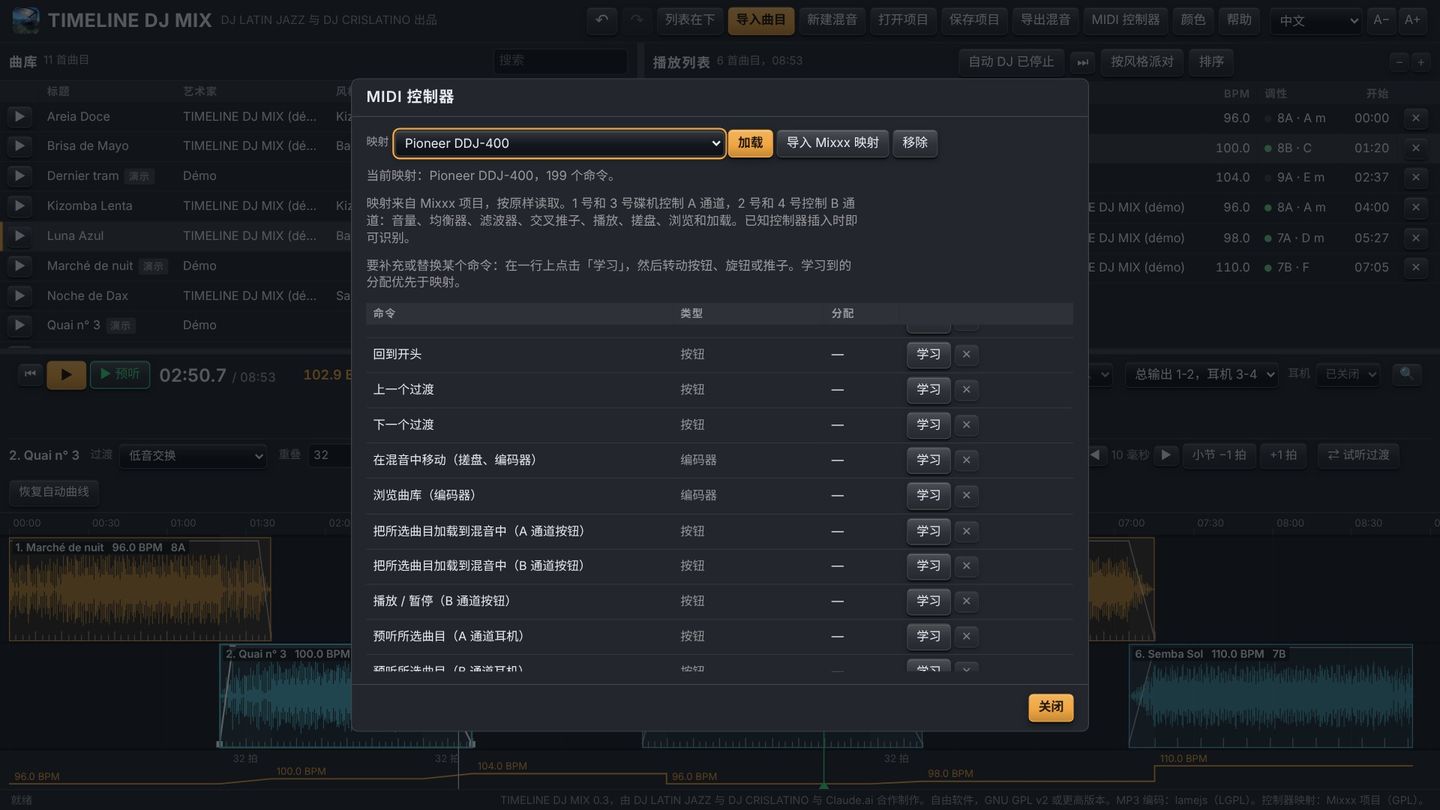 TIMELINE DJ MIX DJ LATIN JAZZ 与 DJ CRISLATINO 出品 列表在下 导入曲目 新建混音 打开项目 保存项目 导出混音 MIDI 控制器 颜色 帮助 中文 A− A+
曲库 11 首曲目 搜索 播放列表 6 首曲目，08:53 自动 DJ 已停止 按风格派对 排序 − +
标题 艺术家 BPM 调性 开始
Areia Doce TIMELINE DJ MIX (dé… 96.0 8A · A m 00:00 ×
Brisa de Mayo TIMELINE DJ MIX (dé… 100.0 8B · C 01:20 ×
Dernier tram 演示 Démo 104.0 9A · E m 02:37 ×
Kizomba Lenta TIMELINE DJ MIX (dé… E DJ MIX (démo) 96.0 8A · A m 04:00 ×
Luna Azul TIMELINE DJ MIX (dé… E DJ MIX (démo) 98.0 7A · D m 05:27 ×
Marché de nuit 演示 Démo E DJ MIX (démo) 110.0 7B · F 07:05 ×
Noche de Dax TIMELINE DJ MIX (dé…
Quai n° 3 演示 Démo
MIDI 控制器
映射 Pioneer DDJ-400 加载 导入 Mixxx 映射 移除
当前映射：Pioneer DDJ-400，199 个命令。
映射来自 Mixxx 项目，按原样读取。1 号和 3 号碟机控制 A 通道，2 号和 4 号控制 B 通
道：音量、均衡器、滤波器、交叉推子、播放、搓盘、浏览和加载。已知控制器插入时即
可识别。
要补充或替换某个命令：在一行上点击「学习」，然后转动按钮、旋钮或推子。学习到的
分配优先于映射。
命令 类型 分配
回到开头 按钮 — 学习 ×
上一个过渡 按钮 — 学习 ×
下一个过渡 按钮 — 学习 ×
在混音中移动（搓盘、编码器） 编码器 — 学习 ×
浏览曲库（编码器） 编码器 — 学习 ×
把所选曲目加载到混音中（A 通道按钮） 按钮 — 学习 ×
把所选曲目加载到混音中（B 通道按钮） 按钮 — 学习 ×
播放 / 暂停（B 通道按钮） 按钮 — 学习 ×
预听所选曲目（A 通道耳机） 按钮 — 学习 ×
预听所选曲目（B 通道耳机） 按钮 — 学习 ×
关闭
预听 02:50.7 / 08:53 102.9 总输出 1-2，耳机 3-4 耳机 已关闭
2. Quai n° 3 过渡 低音交换 重叠 32 10 毫秒 小节 −1 拍 +1 拍 ⇄ 试听过渡
恢复自动曲线
00:00 00:30 01:00 01:30 07:00 07:30 08:00 08:30
1. Marché de nuit 96.0 BPM 8A
2. Quai n° 3 100.0 BPM 6. Semba Sol 110.0 BPM 7B
32 拍 32 拍
96.0 BPM 100.0 BPM 104.0 BPM 96.0 BPM 98.0 BPM 110.0 BPM
就绪 TIMELINE DJ MIX 0.3，由 DJ LATIN JAZZ 与 DJ CRISLATINO 与 Claude.ai 合作制作。自由软件，GNU GPL v2 或更高版本。MP3 编码：lamejs（LGPL）。控制器映射：Mixxx 项目（GPL）。